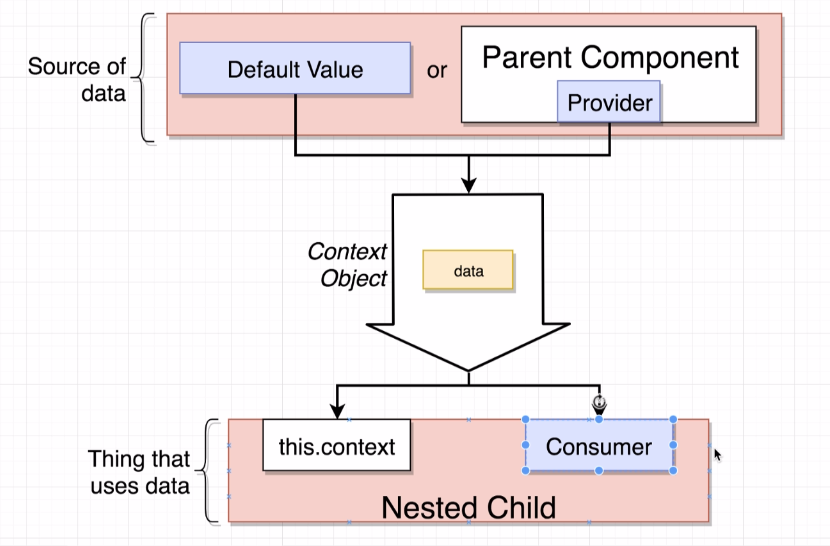 Source of
data
Default Value
or
Parent Component
Provider
Context
Object
data
this.context
Consumer
Thing that
uses data
Nested Child